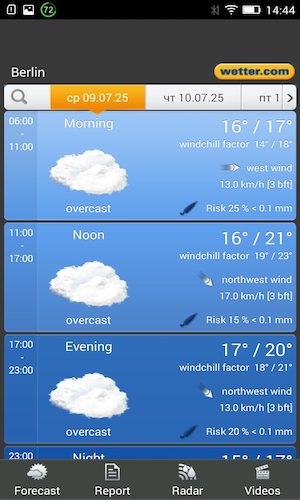 72
14:44
Berlin
wetter.com
ср 09.07.25
чт 10.07.25
пт 1
06:00
-
11:00
Morning
16° / 17°
windchill factor 14° / 18°
west wind
13.0 km/h [3 bft]
overcast
Risk 25 % < 0.1 mm
11:00
-
17:00
Noon
16° / 21°
windchill factor 19° / 23°
northwest wind
17.0 km/h [3 bft]
overcast
Risk 15 % < 0.1 mm
17:00
-
23:00
Evening
17° / 20°
windchill factor 18° / 21°
northwest wind
13.0 km/h [3 bft]
overcast
Risk 20 % < 0.1 mm
23:00
Night
15° / 17°
Forecast
Report
Radar
Videos